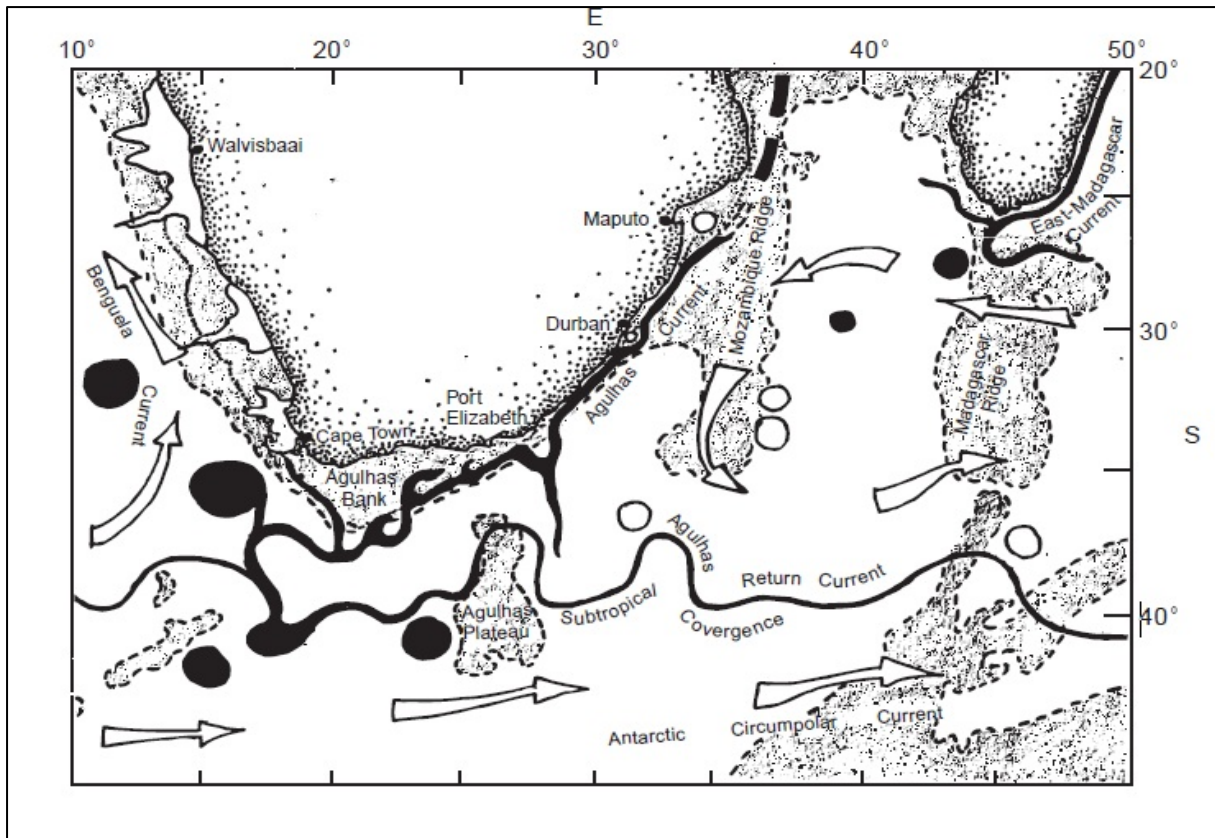 E
10° 20° 30° 40° 50°
20°
Walvisbaai
Maputo
East-Madagascar
Current
Mozambique Ridge
Benguela
Current
Durban
30°
Agulhas
Current
Madagascar
Ridge
Port
Elizabeth
Cape Town
S
Agulhas
Bank
Agulhas
Return Current
Subtropical
Covergence
Agulhas
Plateau
40°
Antarctic Circumpolar Current